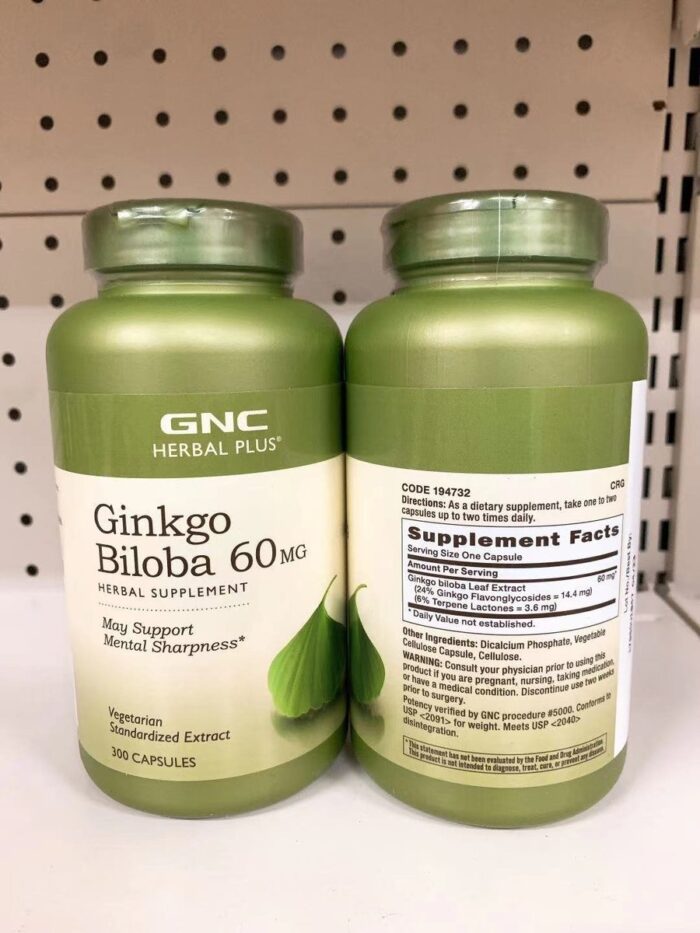 GNC
HERBAL PLUS®
Ginkgo
Biloba 60 MG
HERBAL SUPPLEMENT
May Support
Mental Sharpness*
Vegetarian
Standardized Extract
300 CAPSULES
CODE 194732 CRG
Directions: As a dietary supplement, take one to two
capsules up to two times daily.
Supplement Facts
Serving Size One Capsule
Amount Per Serving
Ginkgo biloba Leaf Extract 60 mg*
(24% Ginkgo Flavonglycosides = 14.4 mg)
(6% Terpene Lactones = 3.6 mg)
* Daily Value not established.
Other Ingredients: Dicalcium Phosphate, Vegetable
Cellulose Capsule, Cellulose.
WARNING: Consult your physician prior to using this
product if you are pregnant, nursing, taking medication,
or have a medical condition. Discontinue use two weeks
prior to surgery.
Potency verified by GNC procedure #5000. Conforms to
USP <2091> for weight. Meets USP <2040>
disintegration.
*This statement has not been evaluated by the Food and Drug Administration.
This product is not intended to diagnose, treat, cure, or prevent any disease.
Lot No./Best By: